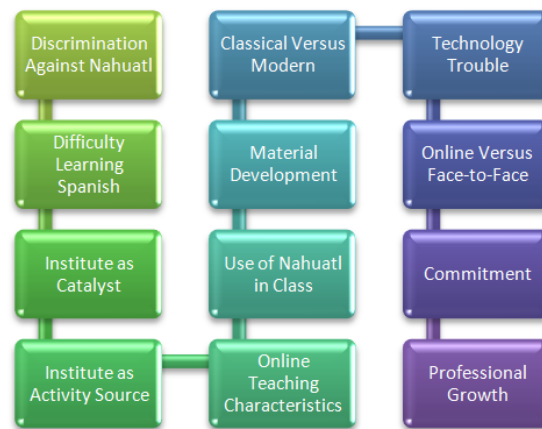 Discrimination
Against Nahuatl
Difficulty
Learning
Spanish
Institute as
Catalyst
Institute as
Activity Source
Online
Teaching
Characteristics
Use of Nahuatl
in Class
Material
Development
Classical Versus
Modern
Technology
Trouble
Online Versus
Face-to-Face
Commitment
Professional
Growth